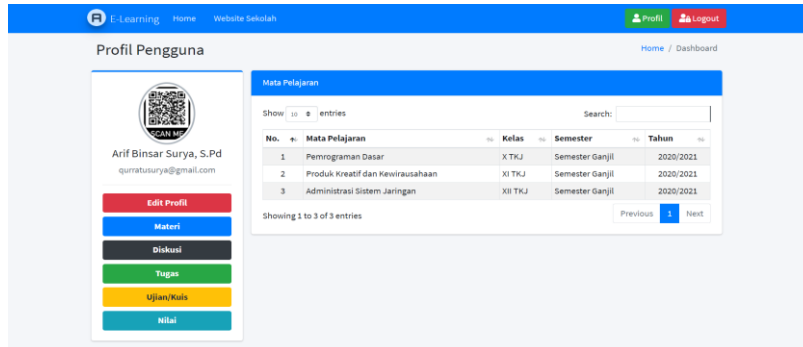 E-Learning Home Website Sekolah Profil Logout
Profil Pengguna
Home / Dashboard
SCAN ME
Arif Binsar Surya, S.Pd
qurratusurya@gmail.com
Edit Profil
Materi
Diskusi
Tugas
Ujian/Kuis
Nilai
Mata Pelajaran
Show 10 entries Search:
No. Mata Pelajaran Kelas Semester Tahun
1 Pemrograman Dasar X TKJ Semester Ganjil 2020/2021
2 Produk Kreatif dan Kewirausahaan XI TKJ Semester Ganjil 2020/2021
3 Administrasi Sistem Jaringan XII TKJ Semester Ganjil 2020/2021
Showing 1 to 3 of 3 entries Previous 1 Next